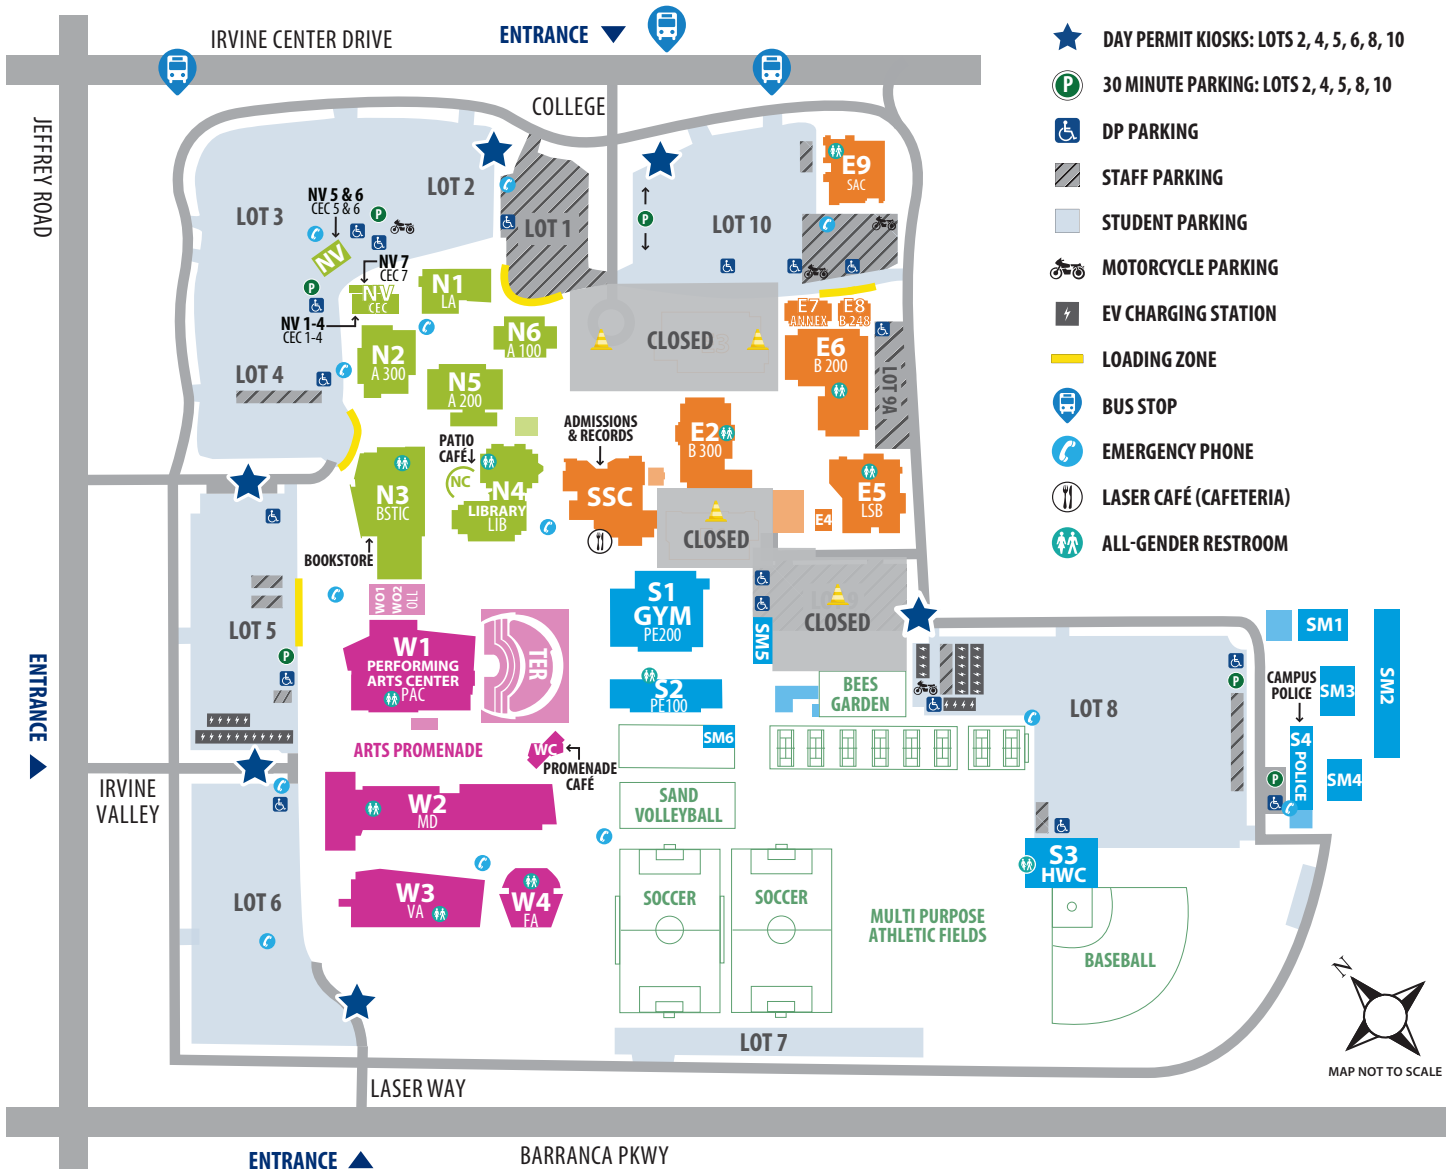 IRVINE CENTER DRIVE
ENTRANCE
COLLEGE
JEFFREY ROAD
DAY PERMIT KIOSKS: LOTS 2, 4, 5, 6, 8, 10
P
30 MINUTE PARKING: LOTS 2, 4, 5, 8, 10
DP PARKING
STAFF PARKING
STUDENT PARKING
MOTORCYCLE PARKING
EV CHARGING STATION
LOADING ZONE
BUS STOP
EMERGENCY PHONE
LASER CAFÉ (CAFETERIA)
ALL-GENDER RESTROOM
LOT 2
LOT 3
NV 5 & 6
CEC 5 & 6
P
NV
NV 7
CEC 7
P
NV
CEC
NV 1-4
CEC 1-4
LOT 1
P
LOT 10
E9
SAC
N1
LA
N6
A 100
N2
A 300
N5
A 200
LOT 4
CLOSED
E7
ANNEX
E8
B 248
E6
B 200
LOT 9A
ADMISSIONS
& RECORDS
E2
B 300
PATIO
CAFÉ
NC
N3
BSTIC
N4
LIBRARY
LIB
SSC
E5
LSB
E4
CLOSED
BOOKSTORE
WO1
WO2
OLL
S1
GYM
PE200
SM5
CLOSED
LOT 5
P
W1
PERFORMING
ARTS CENTER
PAC
TER
S2
PE100
BEES
GARDEN
SM6
LOT 8
P
SM1
SM2
SM3
CAMPUS
POLICE
S4
POLICE
SM4
P
ENTRANCE
ARTS PROMENADE
WC
PROMENADE
CAFÉ
IRVINE
VALLEY
W2
MD
SAND
VOLLEYBALL
S3
HWC
LOT 6
W3
VA
W4
FA
SOCCER
SOCCER
MULTI PURPOSE
ATHLETIC FIELDS
BASEBALL
N
MAP NOT TO SCALE
LOT 7
LASER WAY
BARRANCA PKWY
ENTRANCE